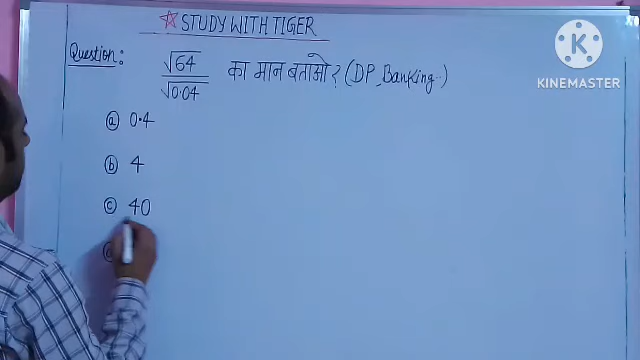 ☆ STUDY WITH TIGER
Question:
√64 / √0.04 का मान बताओ? (DP, Banking..)
ⓐ 0.4
ⓑ 4
ⓒ 40
KINEMASTER